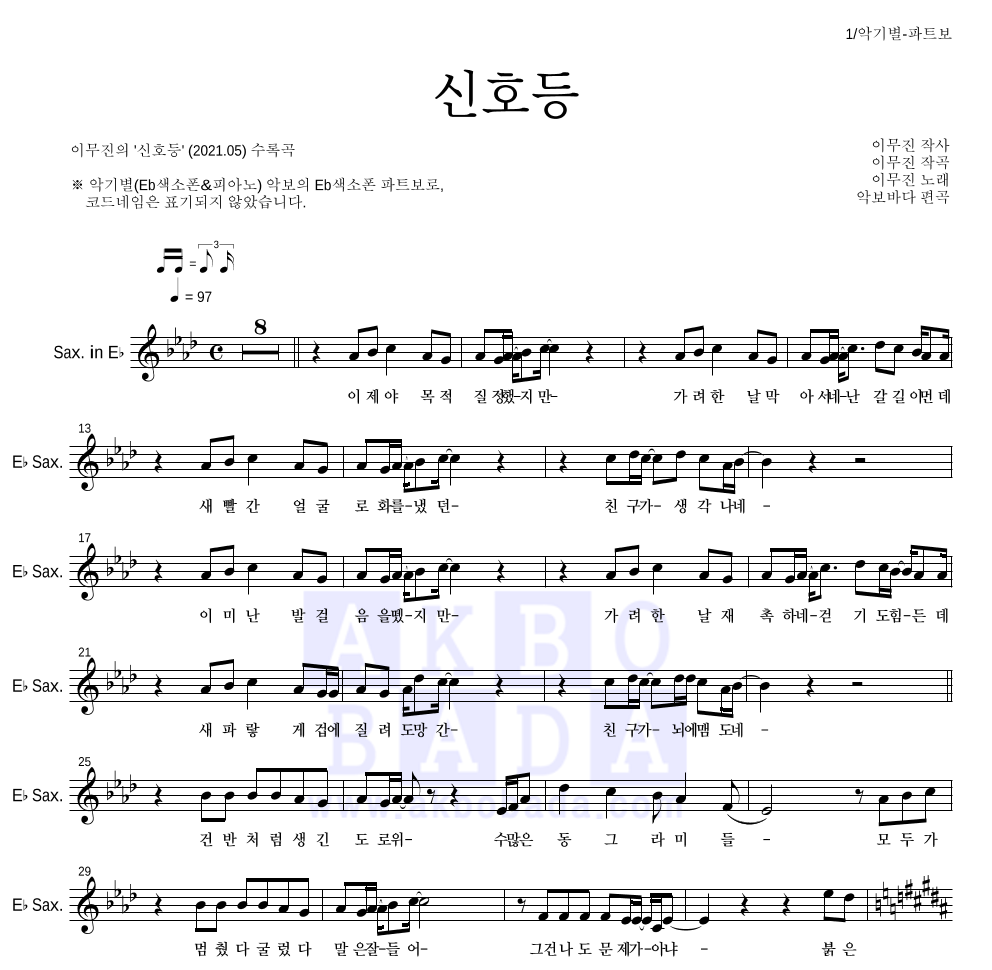 1/악기별-파트보
신호등
이무진의 '신호등' (2021.05) 수록곡
이무진 작사
이무진 작곡
이무진 노래
악보바다 편곡
※ 악기별(Eb색소폰&피아노) 악보의 Eb색소폰 파트보로,
코드네임은 표기되지 않았습니다.
3
= 97
8
Sax. in E♭
이 제 야 목 적 질 정했-지 만- 가 려 한 날 막 아 서네-난 갈 길 이먼 데
13
E♭ Sax.
새 빨 간 얼 굴 로 화를-냈 던- 친 구가- 생 각 나네 -
17
E♭ Sax.
이 미 난 발 걸 음 을뗐-지 만- 가 려 한 날 재 촉 하네-걷 기 도힘-든 데
AKBO
BADA
www.akbobada.com
21
E♭ Sax.
새 파 랗 게 겁에 질 려 도망 간- 친 구가- 뇌에맴 도네 -
25
E♭ Sax.
건 반 처 럼 생 긴 도 로위- 수많은 동 그 라 미 들 - 모 두 가
29
E♭ Sax.
멈 췄 다 굴 렀 다 말 은잘-들 어- 그건 나 도 문 제가-아냐 - 붉 은